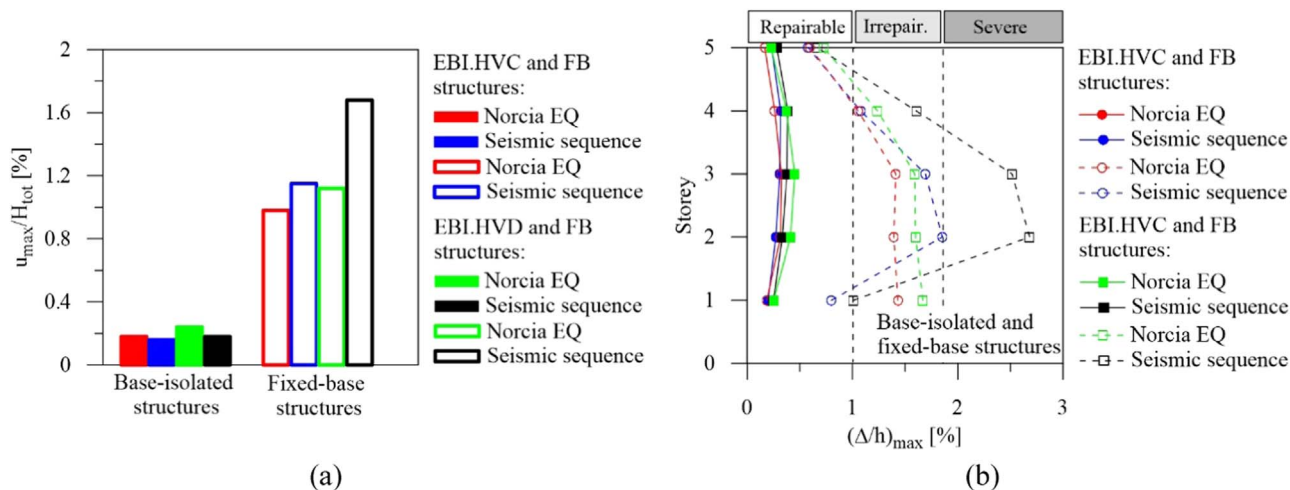 2
1.6
1.2
0.8
0.4
0
u_max/H_tot [%]
Base-isolated
structures
Fixed-base
structures
EBI.HVC and FB
structures:
Norcia EQ
Seismic sequence
Norcia EQ
Seismic sequence
EBI.HVD and FB
structures:
Norcia EQ
Seismic sequence
Norcia EQ
Seismic sequence
(a)
Repairable
Irrepair.
Severe
5
4
3
2
1
0
Storey
Base-isolated and
fixed-base structures
0
1
2
3
(Δ/h)_max [%]
EBI.HVC and FB
structures:
Norcia EQ
Seismic sequence
Norcia EQ
Seismic sequence
EBI.HVC and FB
structures:
Norcia EQ
Seismic sequence
Norcia EQ
Seismic sequence
(b)